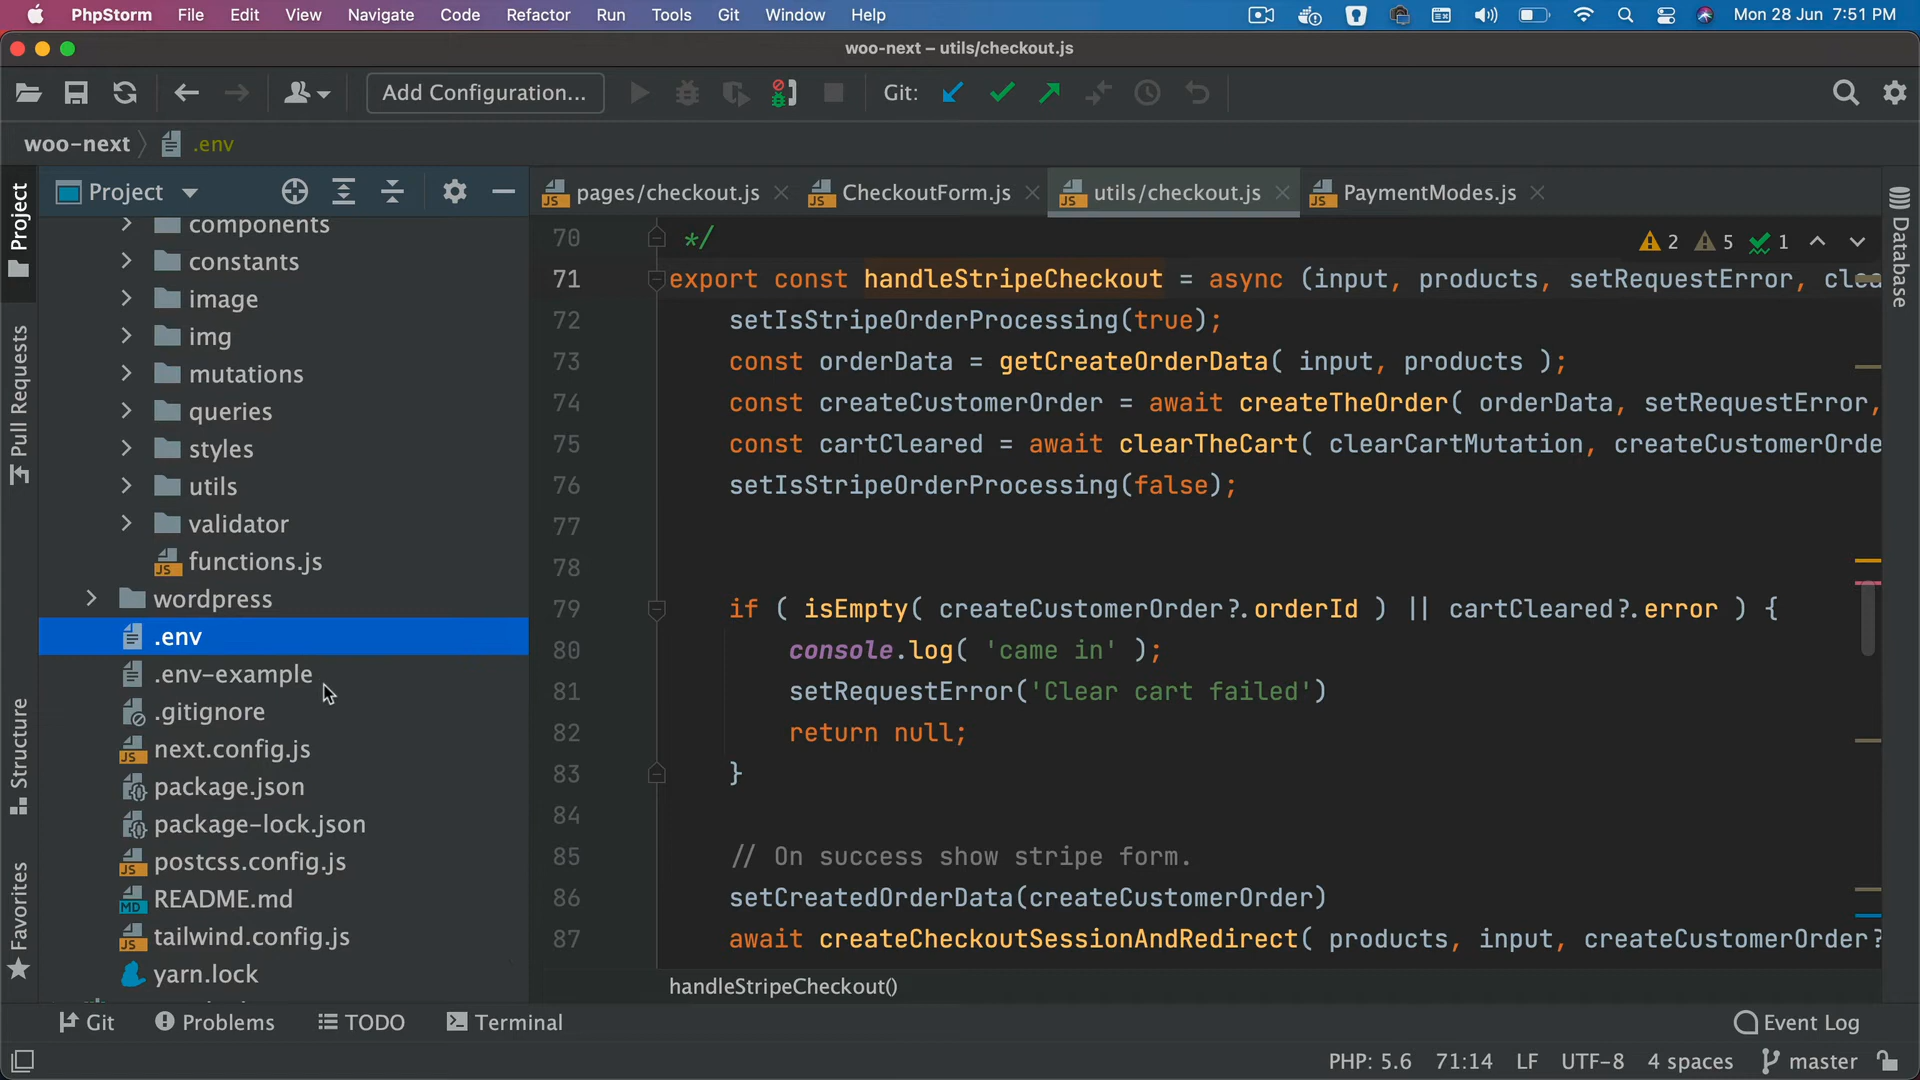 PhpStorm File Edit View Navigate Code Refactor Run Tools Git Window Help Mon 28 Jun 7:51 PM
woo-next – utils/checkout.js
Add Configuration... Git:
woo-next .env
Project
pages/checkout.js CheckoutForm.js utils/checkout.js PaymentModes.js
Project
Pull Requests
Structure
Favorites
components
constants
image
img
mutations
queries
styles
utils
validator
functions.js
wordpress
.env
.env-example
.gitignore
next.config.js
package.json
package-lock.json
postcss.config.js
README.md
tailwind.config.js
yarn.lock
2 5 1
70 */
71 export const handleStripeCheckout = async (input, products, setRequestError, clea
72 setIsStripeOrderProcessing(true);
73 const orderData = getCreateOrderData( input, products );
74 const createCustomerOrder = await createTheOrder( orderData, setRequestError,
75 const cartCleared = await clearTheCart( clearCartMutation, createCustomerOrde
76 setIsStripeOrderProcessing(false);
77
78
79 if ( isEmpty( createCustomerOrder?.orderId ) || cartCleared?.error ) {
80 console.log( 'came in' );
81 setRequestError('Clear cart failed')
82 return null;
83 }
84
85 // On success show stripe form.
86 setCreatedOrderData(createCustomerOrder)
87 await createCheckoutSessionAndRedirect( products, input, createCustomerOrder?
handleStripeCheckout()
Database
Git Problems TODO Terminal Event Log
PHP: 5.6 71:14 LF UTF-8 4 spaces master